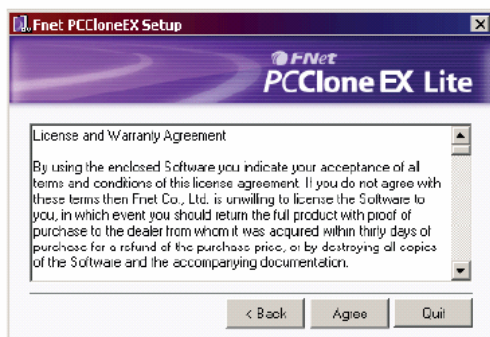 Fnet PCCloneEX Setup
FNet
PCClone EX Lite
License and Warranty Agreement
By using the enclosed Software you indicate your acceptance of all
terms and conditions of this license agreement. If you do not agree with
these terms then Fnet Co., Ltd. is unwilling to license the Software to
you, in which event you should return the full product with proof of
purchase to the dealer from whom it was acquired within thirty days of
purchase for a refund of the purchase price, or by destroying all copies
of the Software and the accompanying documentation.
< Back
Agree
Quit